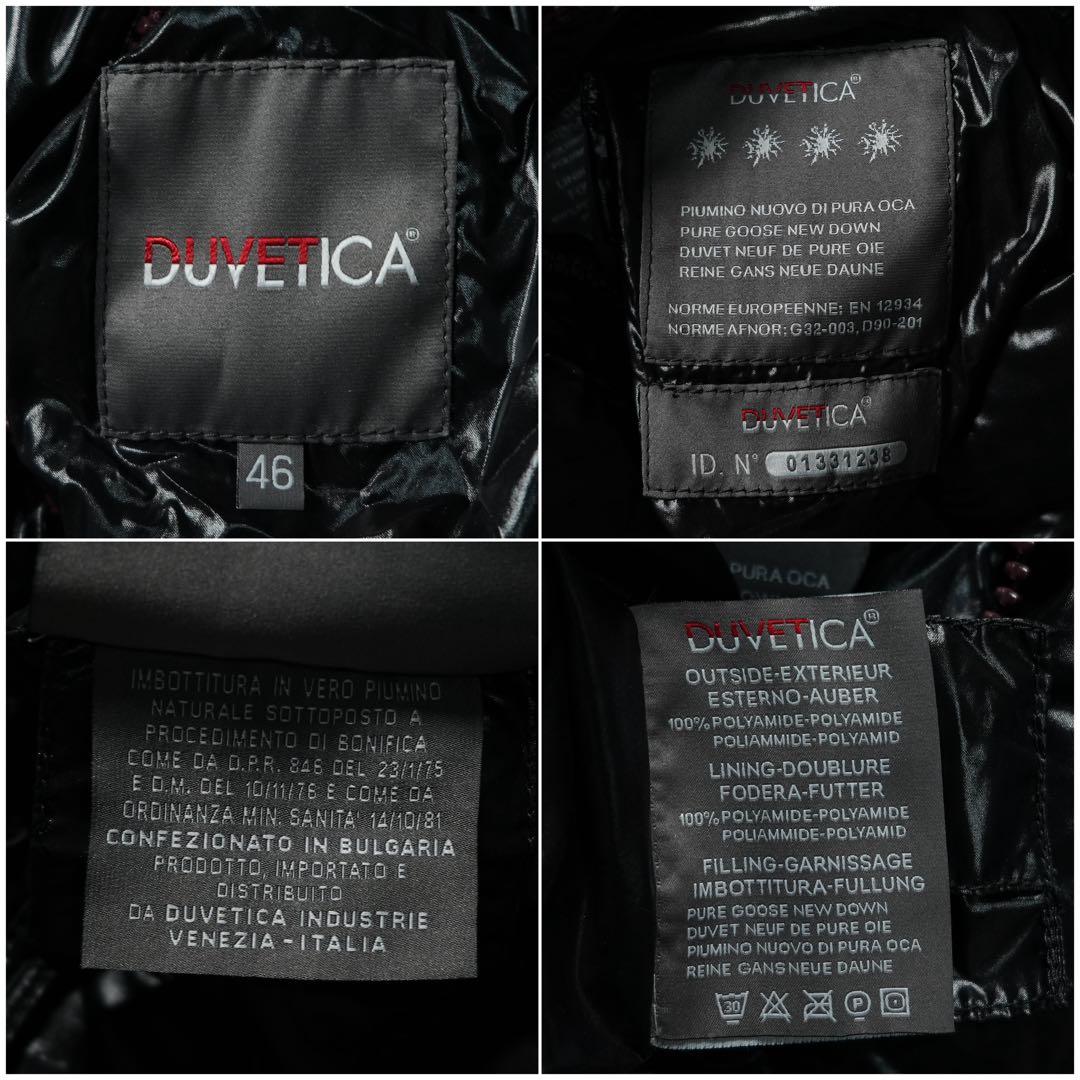 DUVETICA®
46
DUVETICA®
PIUMINO NUOVO DI PURA OCA
PURE GOOSE NEW DOWN
DUVET NEUF DE PURE OIE
REINE GANS NEUE DAUNE
NORME EUROPEENNE: EN 12934
NORME AFNOR: G32-003, D90-201
DUVETICA®
ID. N° 01331238
IMBOTTITURA IN VERO PIUMINO
NATURALE SOTTOPOSTO A
PROCEDIMENTO DI BONIFICA
COME DA D.P.R. 846 DEL 23/1/75
E D.M. DEL 10/11/76 E COME DA
ORDINANZA MIN. SANITA' 14/10/81
CONFEZIONATO IN BULGARIA
PRODOTTO, IMPORTATO E
DISTRIBUITO
DA DUVETICA INDUSTRIE
VENEZIA - ITALIA
PURA OCA
DUVETICA®
OUTSIDE-EXTERIEUR
ESTERNO-AUBER
100% POLYAMIDE-POLYAMIDE
POLIAMMIDE-POLYAMID
LINING-DOUBLURE
FODERA-FUTTER
100% POLYAMIDE-POLYAMIDE
POLIAMMIDE-POLYAMID
FILLING-GARNISSAGE
IMBOTTITURA-FULLUNG
PURE GOOSE NEW DOWN
DUVET NEUF DE PURE OIE
PIUMINO NUOVO DI PURA OCA
REINE GANS NEUE DAUNE
30 P